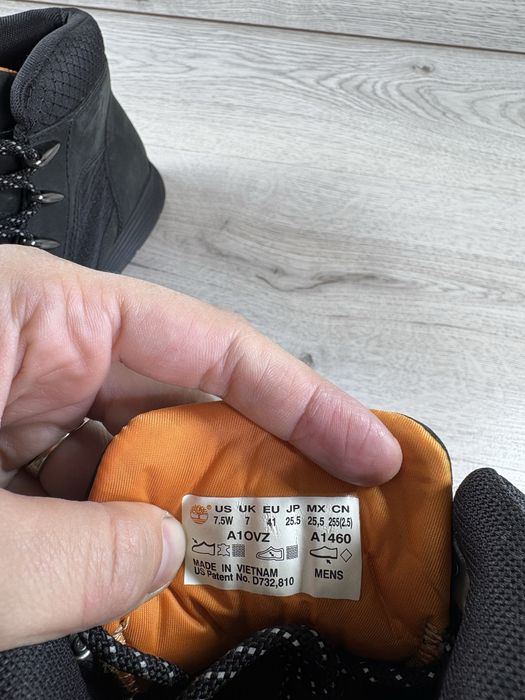 US UK EU JP MX CN
7.5W 7 41 25.5 25,5 255(2.5)
A1OVZ A1460
MADE IN VIETNAM
US Patent No. D732,810
MENS